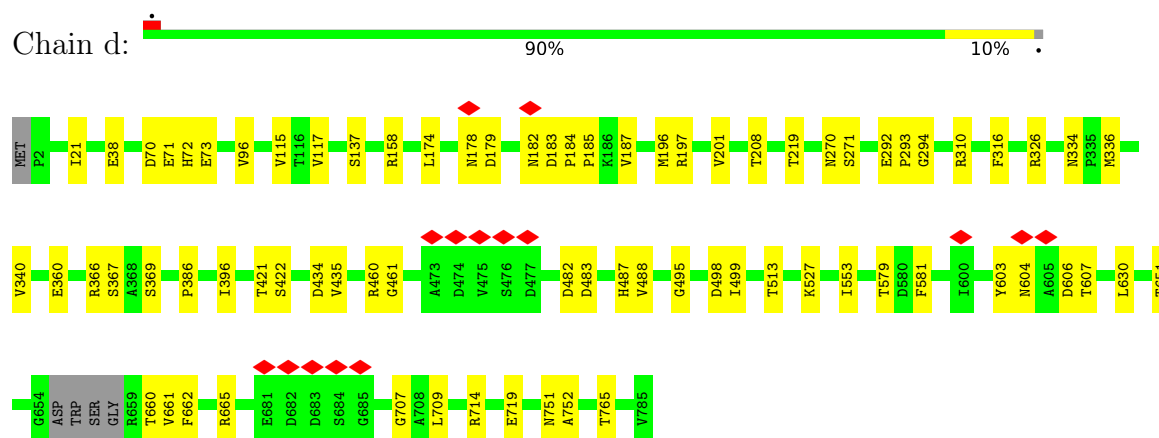 Chain d:
90% 10%
MET P2 I21 E38 D70 E71 H72 E73 V96 V115 T116 V117 S137 R158 L174 N178 D179 N182 D183 P184 P185 K186 V187 M196 R197 V201 T208 T219 N270 S271 E292 P293 G294 R310 F316 R326 N334 P335 M336
V340 E360 R366 S367 A368 S369 P386 I396 T421 S422 D434 V435 R460 G461 A473 D474 V475 S476 D477 D482 D483 H487 V488 G495 D498 I499 T513 K527 I553 T579 D580 F581 I600 Y603 N604 A605 D606 T607 L630
G654 ASP TRP SER GLY R659 T660 V661 F662 R665 E681 D682 D683 S684 G685 G707 A708 L709 R714 E719 N751 A752 T765 V785